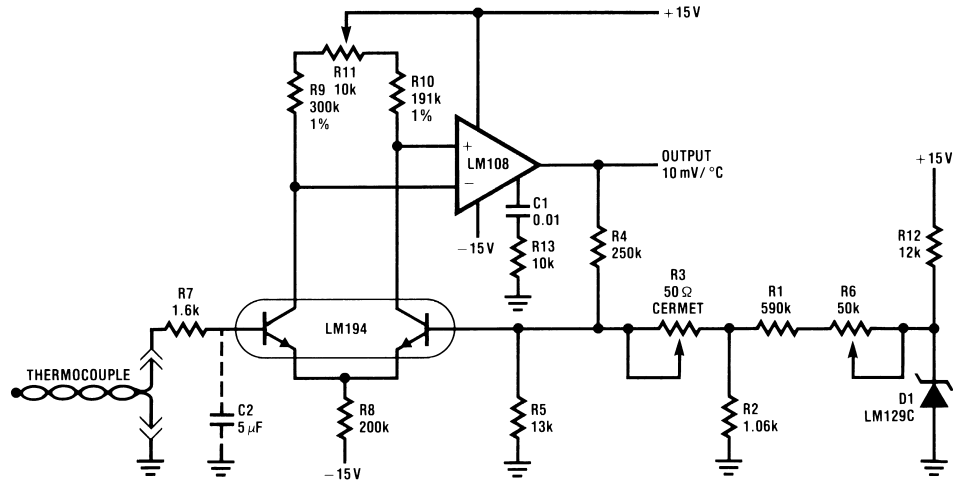 +15V
R11
10k
R9
300k
1%
R10
191k
1%
+
LM108
−
OUTPUT
10 mV/ °C
+15V
C1
0.01
−15V
R13
10k
R4
250k
R12
12k
R3
50Ω
CERMET
R1
590k
R6
50k
R7
1.6k
LM194
THERMOCOUPLE
C2
5 μF
R8
200k
−15V
R5
13k
R2
1.06k
D1
LM129C